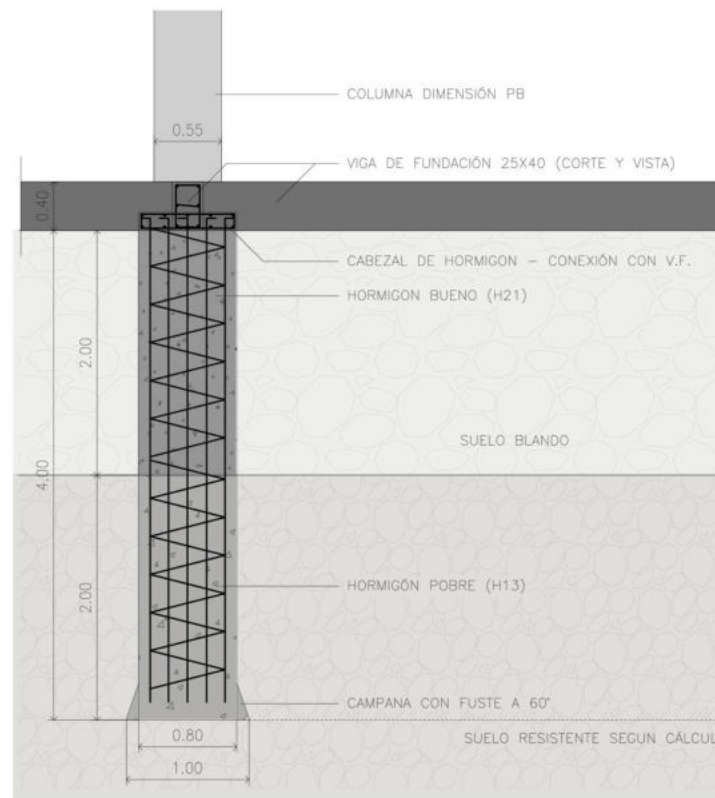 COLUMNA DIMENSIÓN PB
0.55
VIGA DE FUNDACIÓN 25X40 (CORTE Y VISTA)
0.40
CABEZAL DE HORMIGON – CONEXIÓN CON V.F.
HORMIGON BUENO (H21)
2.00
SUELO BLANDO
4.00
2.00
HORMIGÓN POBRE (H13)
CAMPANA CON FUSTE A 60°
0.80
SUELO RESISTENTE SEGUN CÁLCUL
1.00